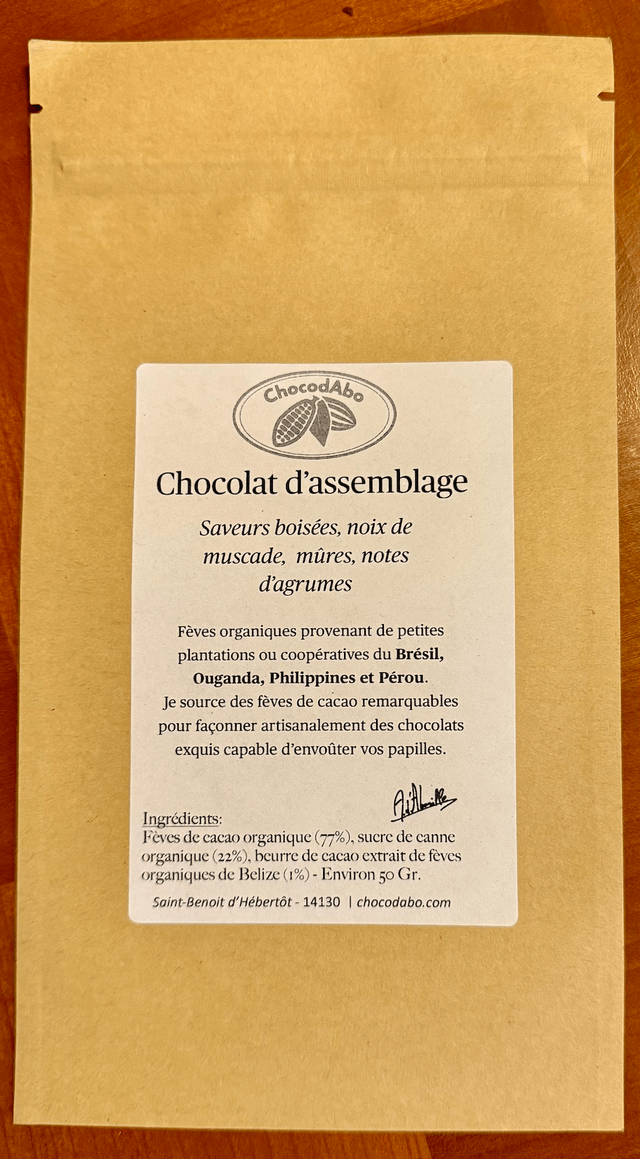 ChocodAbo
Chocolat d'assemblage
Saveurs boisées, noix de
muscade, mûres, notes
d'agrumes
Fèves organiques provenant de petites
plantations ou coopératives du Brésil,
Ouganda, Philippines et Pérou.
Je source des fèves de cacao remarquables
pour façonner artisanalement des chocolats
exquis capable d'envoûter vos papilles.
Ingrédients:
Fèves de cacao organique (77%), sucre de canne
organique (22%), beurre de cacao extrait de fèves
organiques de Belize (1%) - Environ 50 Gr.
Saint-Benoit d'Hébertôt - 14130 | chocodabo.com